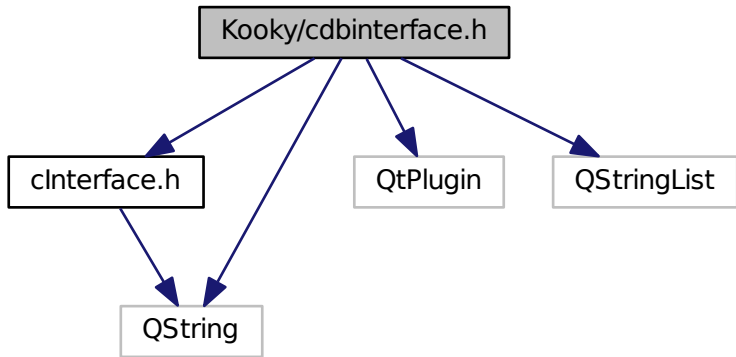 Kooky/cdbinterface.h
cInterface.h
QtPlugin
QStringList
QString